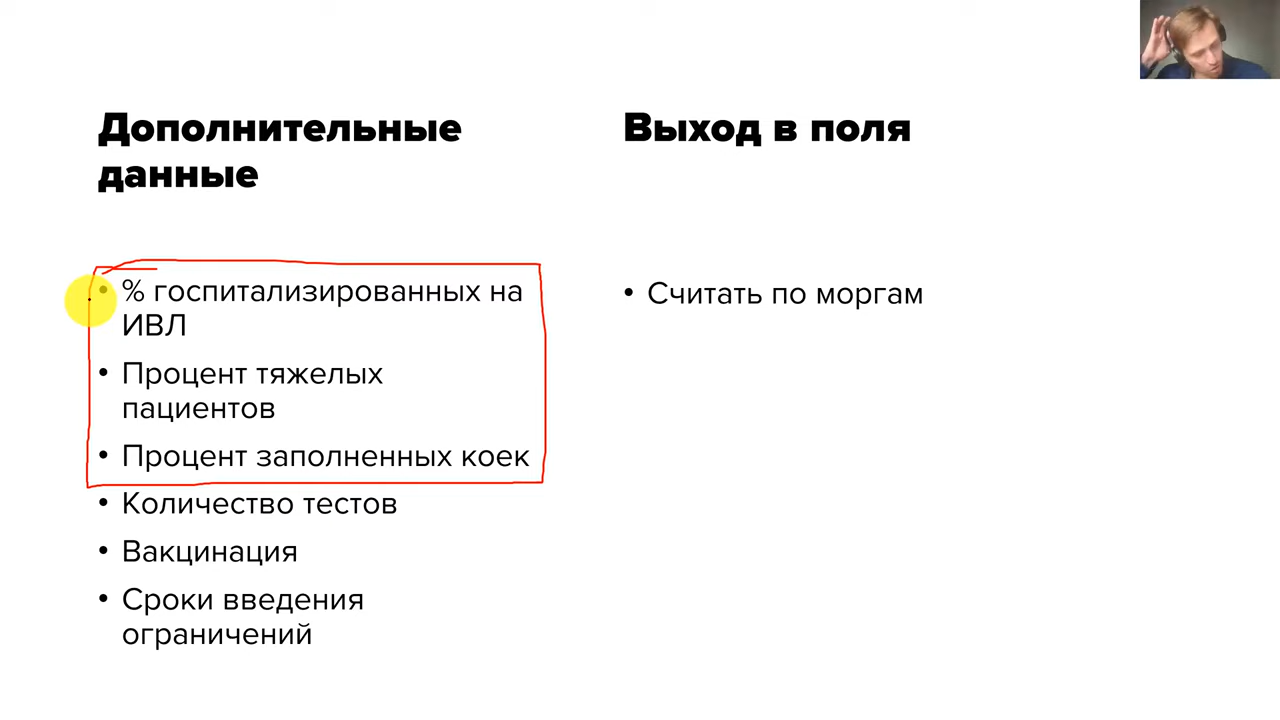 Дополнительные
данные
• % госпитализированных на
ИВЛ
• Процент тяжелых
пациентов
• Процент заполненных коек
• Количество тестов
• Вакцинация
• Сроки введения
ограничений
Выход в поля
• Считать по моргам